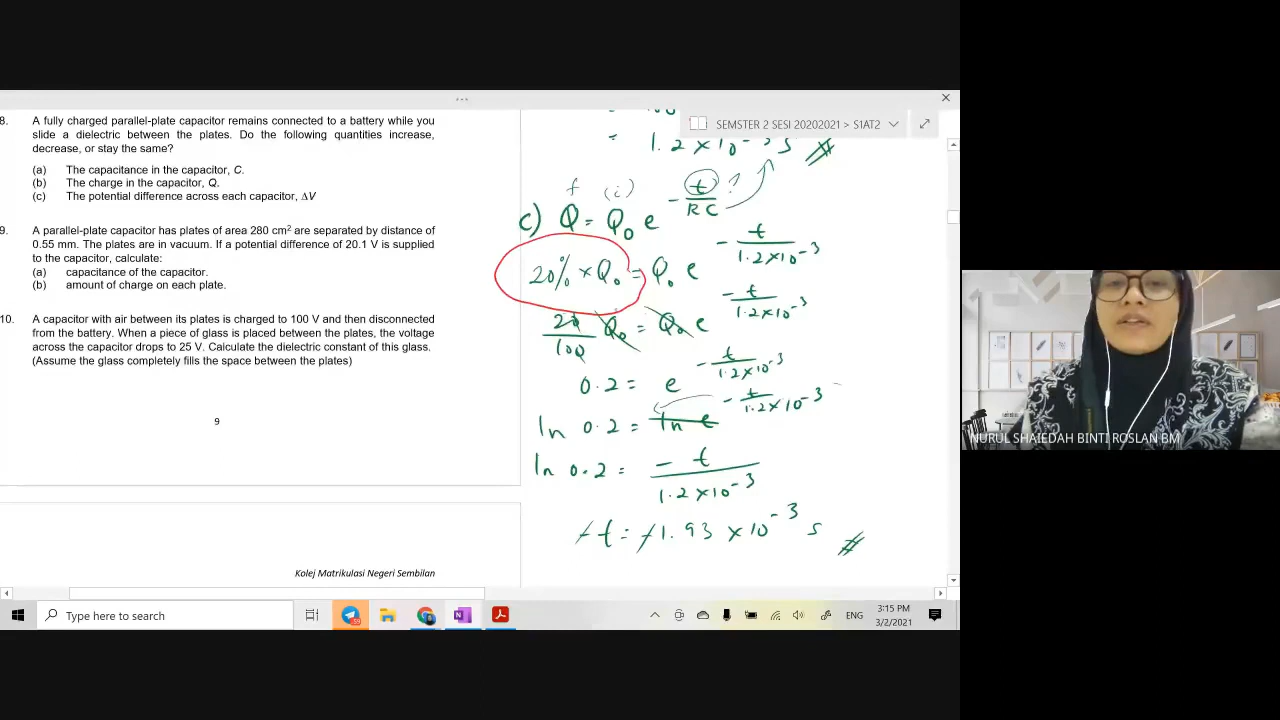 8. A fully charged parallel-plate capacitor remains connected to a battery while you
slide a dielectric between the plates. Do the following quantities increase,
decrease, or stay the same?
(a) The capacitance in the capacitor, C.
(b) The charge in the capacitor, Q.
(c) The potential difference across each capacitor, ΔV
9. A parallel-plate capacitor has plates of area 280 cm² are separated by distance of
0.55 mm. The plates are in vacuum. If a potential difference of 20.1 V is supplied
to the capacitor, calculate:
(a) capacitance of the capacitor.
(b) amount of charge on each plate.
10. A capacitor with air between its plates is charged to 100 V and then disconnected
from the battery. When a piece of glass is placed between the plates, the voltage
across the capacitor drops to 25 V. Calculate the dielectric constant of this glass.
(Assume the glass completely fills the space between the plates)
9
Kolej Matrikulasi Negeri Sembilan
SEMSTER 2 SESI 20202021 > S1AT2
= 1.2 × 10⁻³ s
f (i)
c) Q = Q₀ e^(-t/RC) ?
20% × Q₀ = Q₀ e^(-t/1.2×10⁻³)
20/100 Q₀ = Q₀ e^(-t/1.2×10⁻³)
0.2 = e^(-t/1.2×10⁻³)
ln 0.2 = ln e^(-t/1.2×10⁻³)
ln 0.2 = -t/1.2×10⁻³
-t = -1.93 × 10⁻³ s
NURUL SHAIEDAH BINTI ROSLAN BM
Type here to search
59
ENG
3:15 PM
3/2/2021